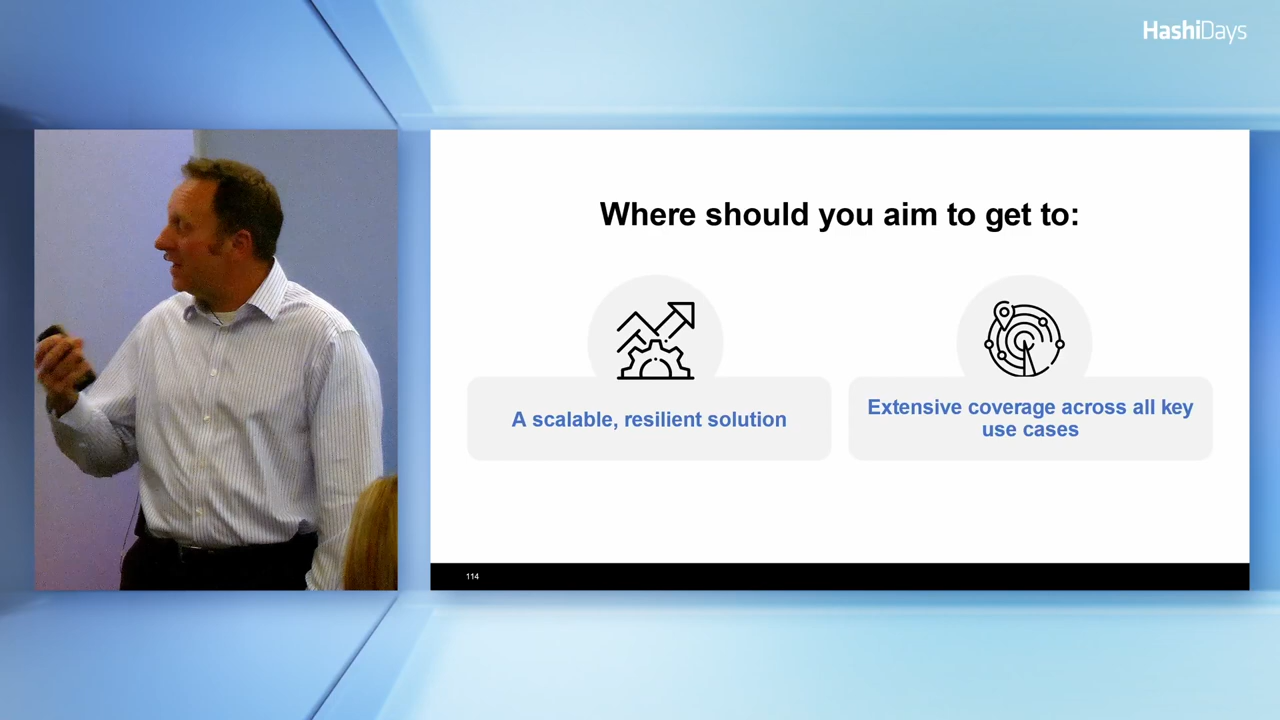 HashiDays
Where should you aim to get to:
A scalable, resilient solution
Extensive coverage across all key
use cases
114